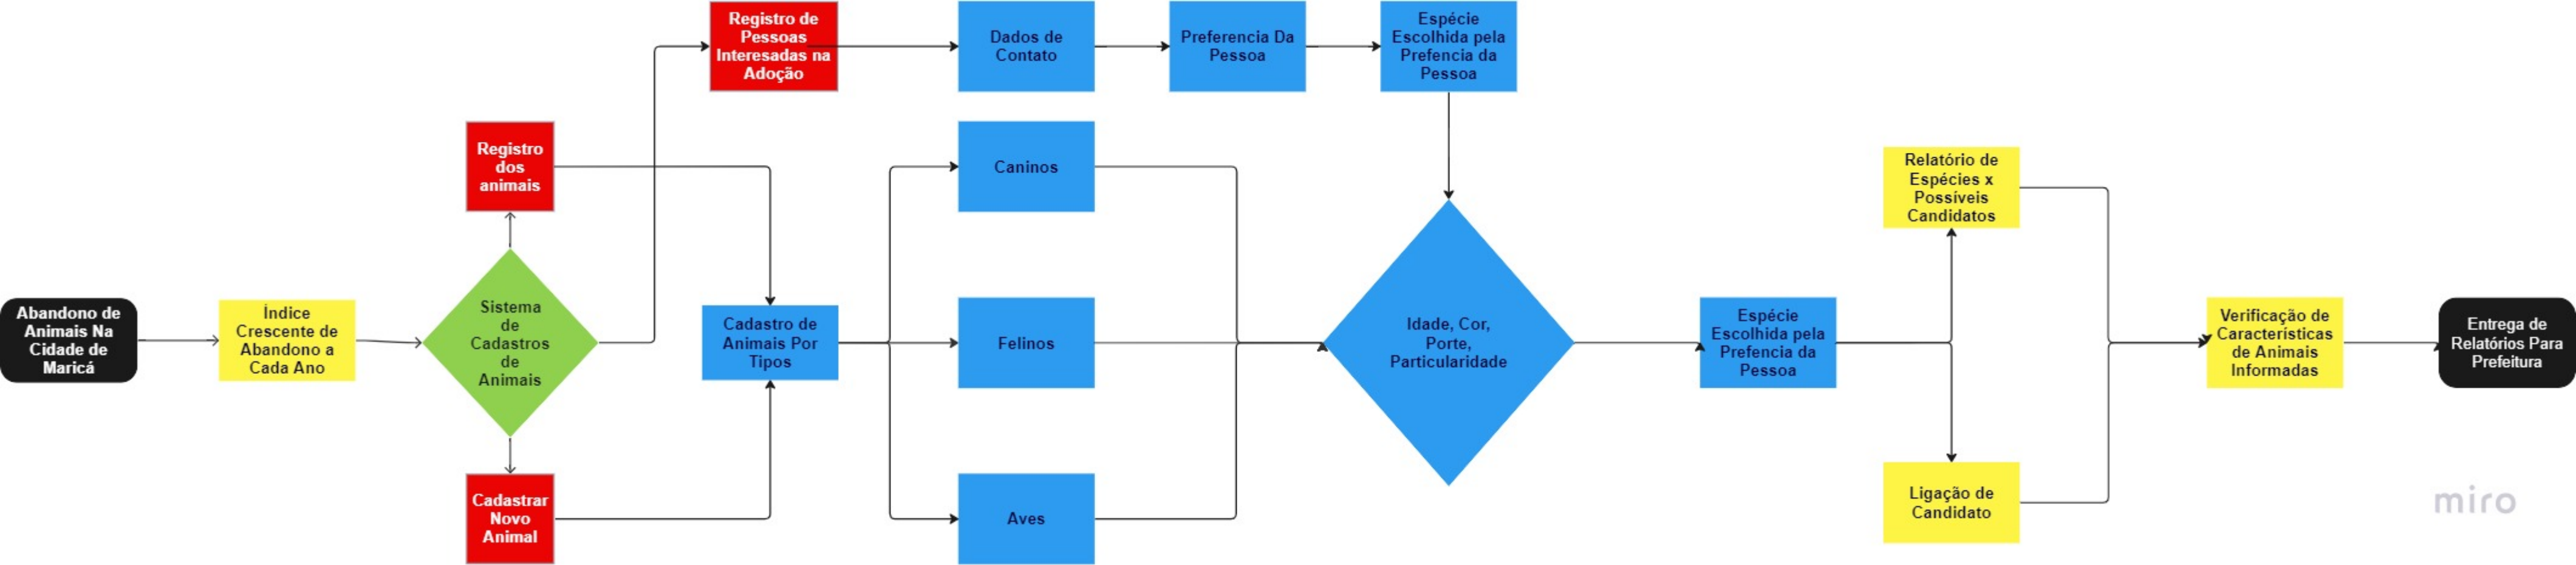 Abandono de
Animais Na
Cidade de
Maricá
Índice
Crescente de
Abandono a
Cada Ano
Sistema
de
Cadastros
de
Animais
Registro
dos
animais
Cadastrar
Novo
Animal
Registro de
Pessoas
Interesadas na
Adoção
Dados de
Contato
Preferencia Da
Pessoa
Espécie
Escolhida pela
Prefencia da
Pessoa
Cadastro de
Animais Por
Tipos
Caninos
Felinos
Aves
Idade, Cor,
Porte,
Particularidade
Espécie
Escolhida pela
Prefencia da
Pessoa
Relatório de
Espécies x
Possíveis
Candidatos
Ligação de
Candidato
Verificação de
Características
de Animais
Informadas
Entrega de
Relatórios Para
Prefeitura
miro